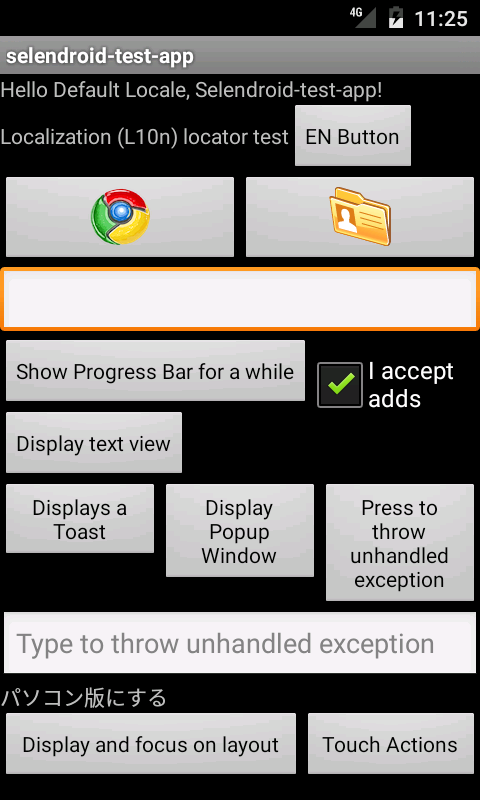 4G 11:25
selendroid-test-app
Hello Default Locale, Selendroid-test-app!
Localization (L10n) locator test EN Button
Show Progress Bar for a while
I accept
adds
Display text view
Displays a
Toast
Display
Popup
Window
Press to
throw
unhandled
exception
Type to throw unhandled exception
パソコン版にする
Display and focus on layout Touch Actions